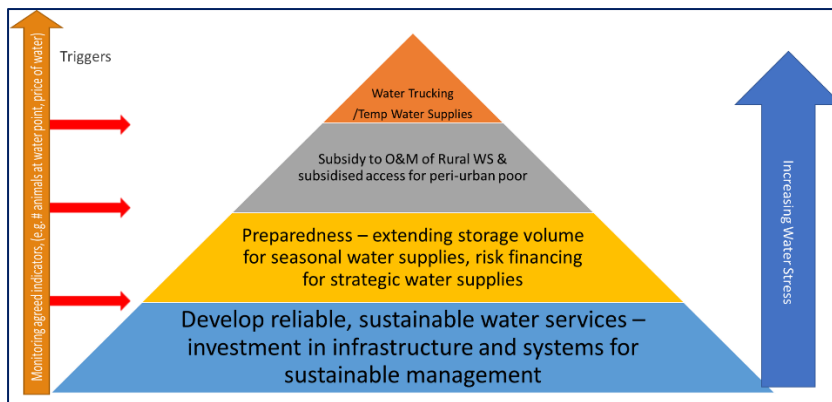 Monitoring agreed indicators, (e.g. # animals at water point, price of water)
Triggers
Water Trucking
/Temp Water Supplies
Subsidy to O&M of Rural WS &
subsidised access for peri-urban poor
Preparedness – extending storage volume
for seasonal water supplies, risk financing
for strategic water supplies
Develop reliable, sustainable water services –
investment in infrastructure and systems for
sustainable management
Increasing Water Stress